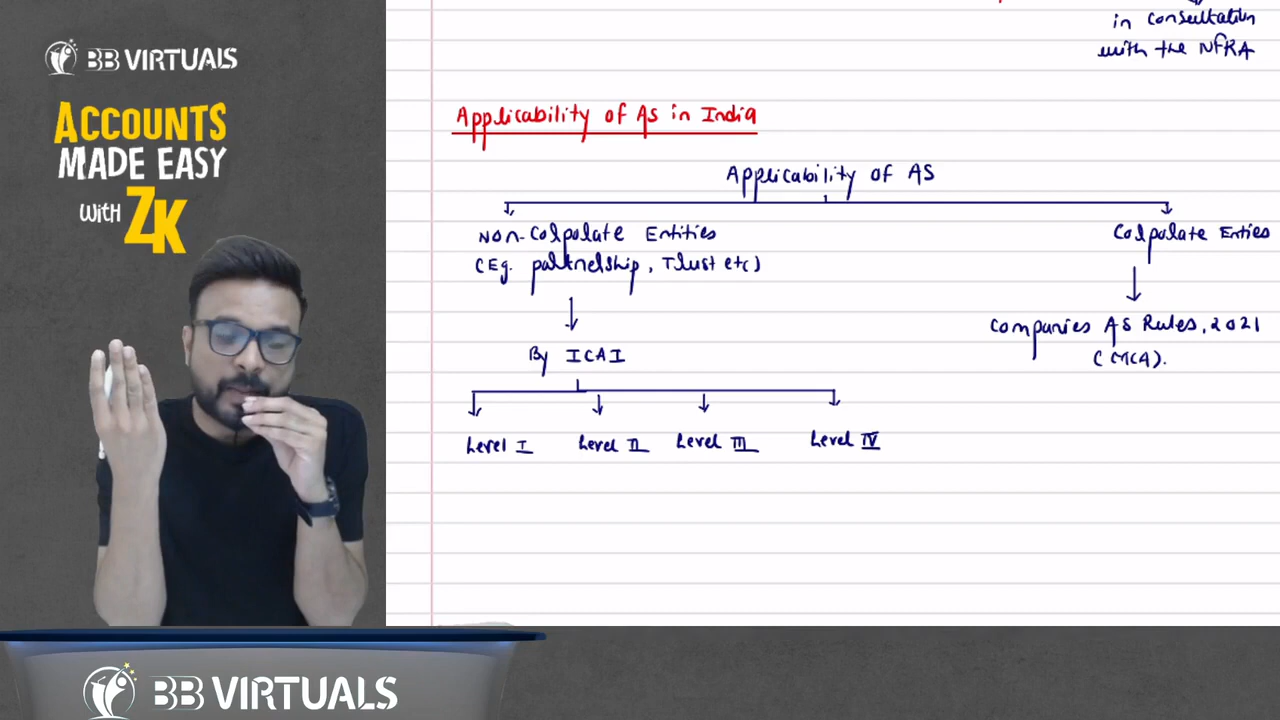 BB VIRTUALS
ACCOUNTS
MADE EASY
WITH ZK
in consultation
with the NFRA
Applicability of AS in India
Applicability of AS
Non-Corporate Entities
(Eg. partnership, Trust etc)
By ICAI
Level I
Level II
Level III
Level IV
Corporate Enties
Companies AS Rules, 2021
(MCA).
BB VIRTUALS